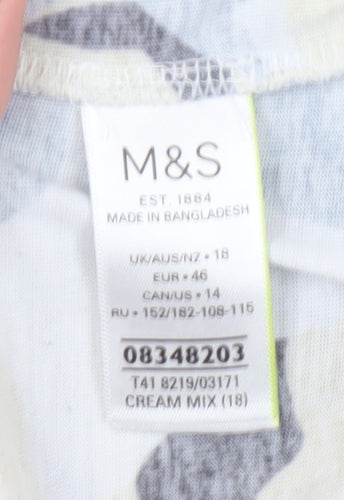 M&S
EST. 1884
MADE IN BANGLADESH
UK/AUS/NZ • 18
EUR • 46
CAN/US • 14
RU • 152/182-108-115
08348203
T41 8219/03171
CREAM MIX (18)